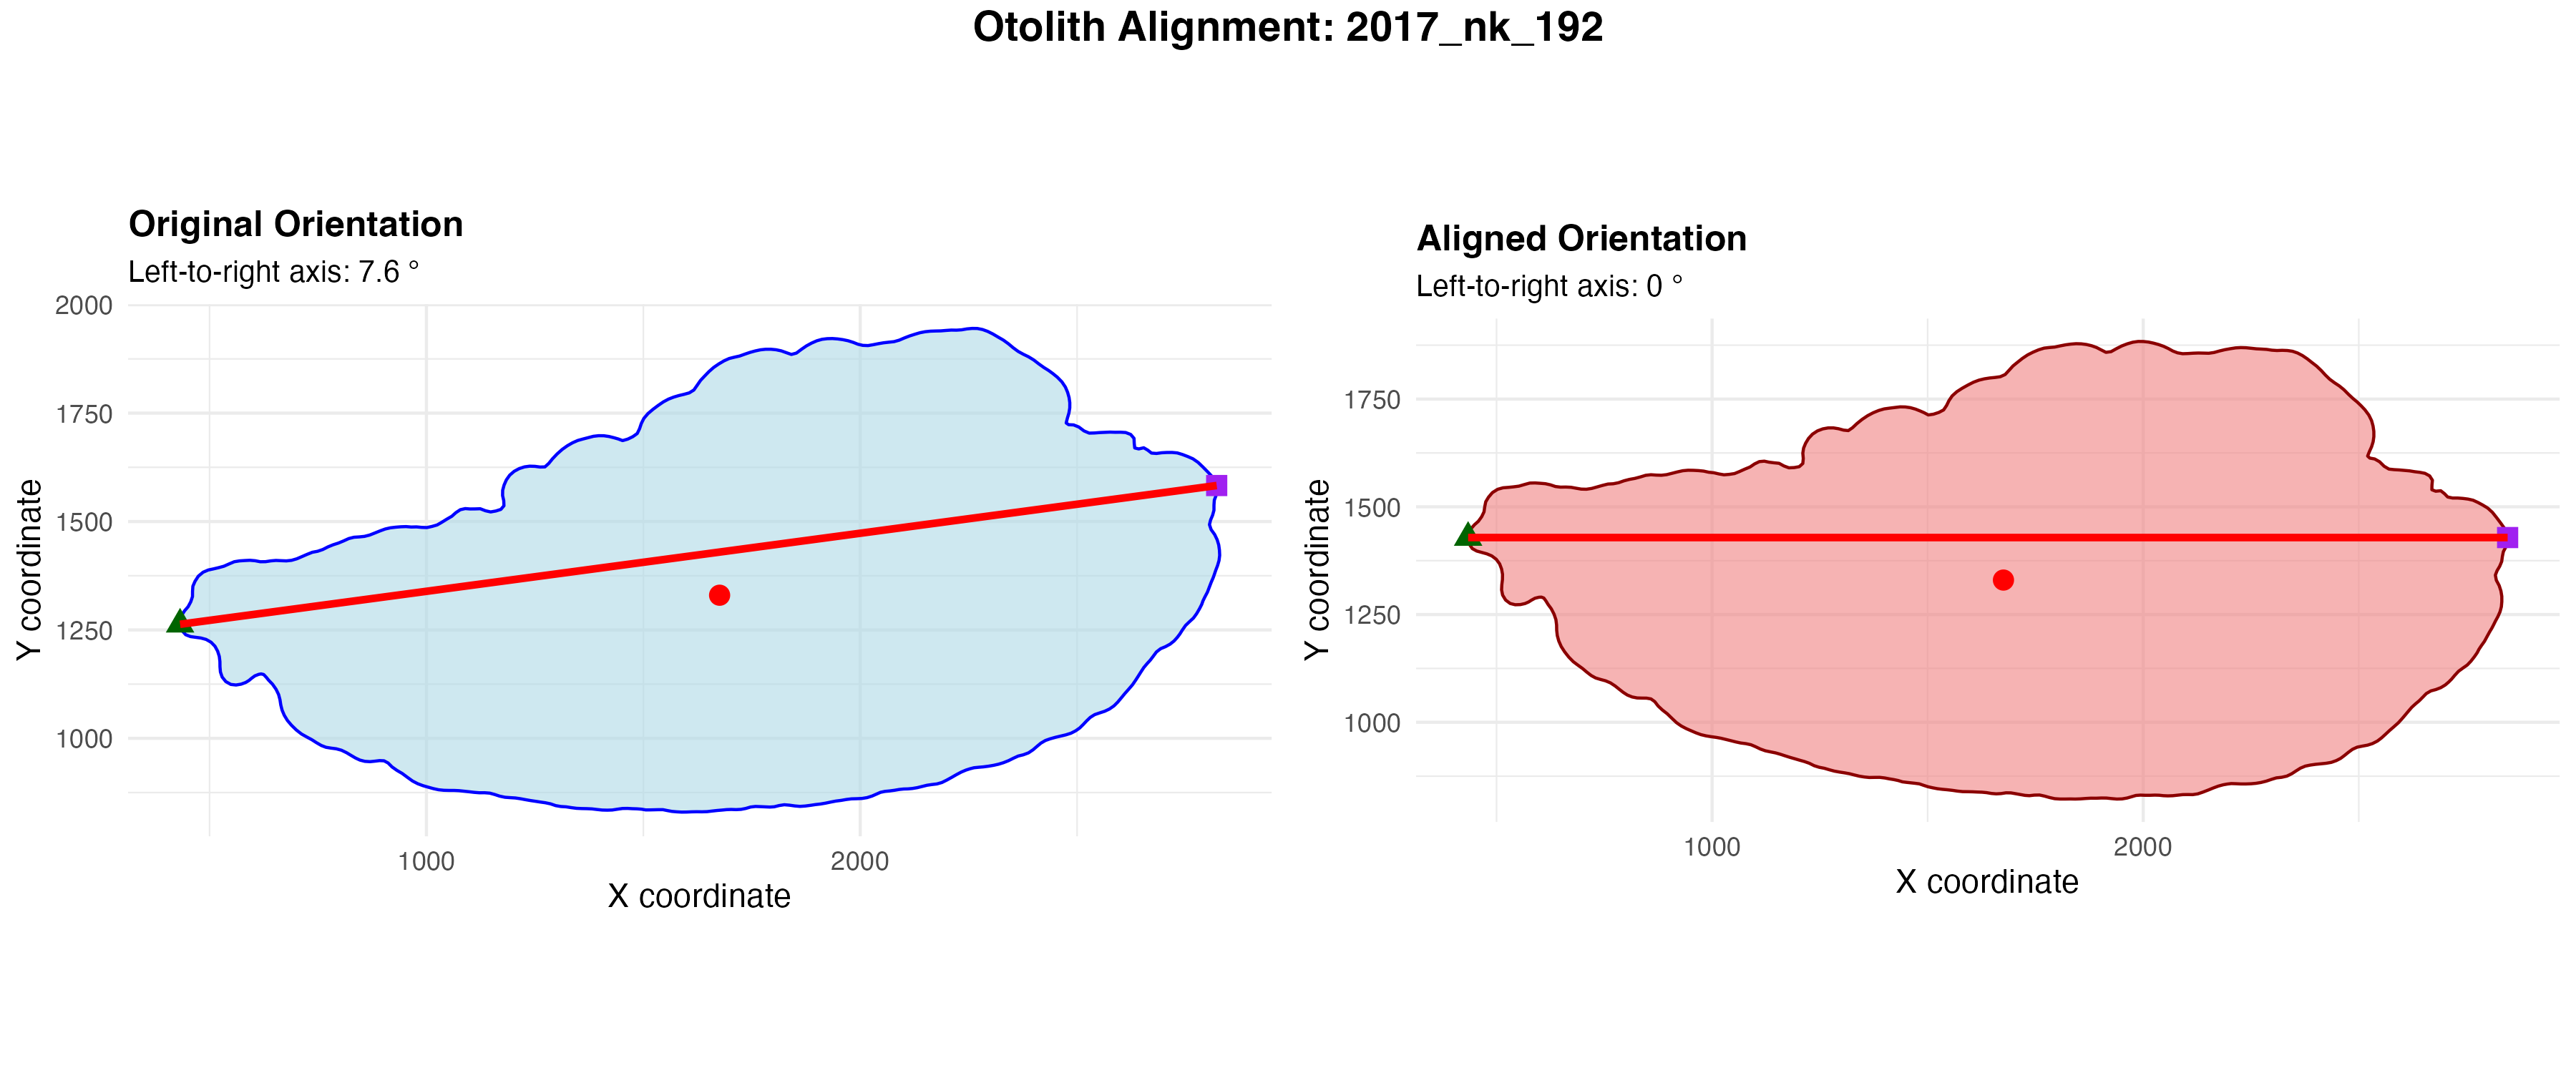 Otolith Alignment: 2017_nk_192
Original Orientation
Left-to-right axis: 7.6 °
2000
1750
1500
1250
1000
Y coordinate
1000
2000
X coordinate
Aligned Orientation
Left-to-right axis: 0 °
1750
1500
1250
1000
Y coordinate
1000
2000
X coordinate